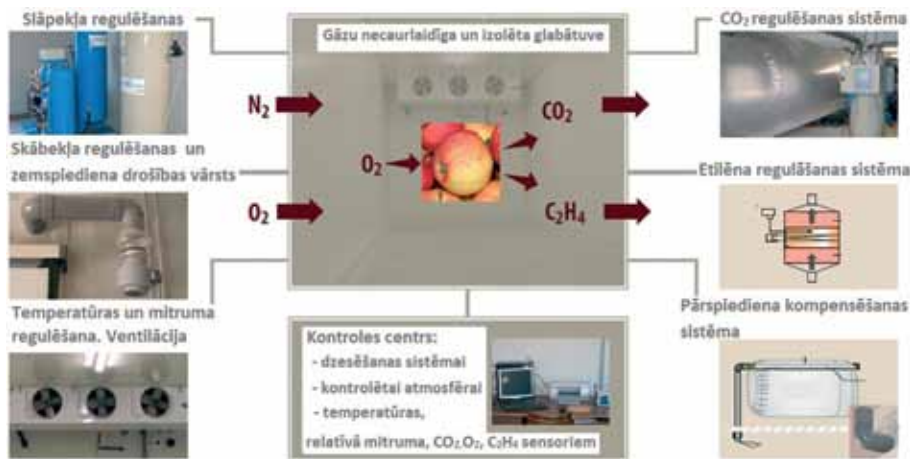 Slāpekļa regulēšanas
Gāzu necaurlaidīga un izolēta glabātuve
CO₂ regulēšanas sistēma
N₂
CO₂
O₂
Skābekļa regulēšanas un
zemspiediena drošības vārsts
Etilēna regulāšanas sistēma
O₂
C₂H₄
Temperatūras un mitruma
regulēšana. Ventilācija
Pārspiediena kompensēšanas
sistēma
Kontroles centrs:
- dzesēšanas sistēmai
- kontrolētai atmosfērai
- temperatūras,
relatīvā mitruma, CO₂,O₂, C₂H₄ sensoriem